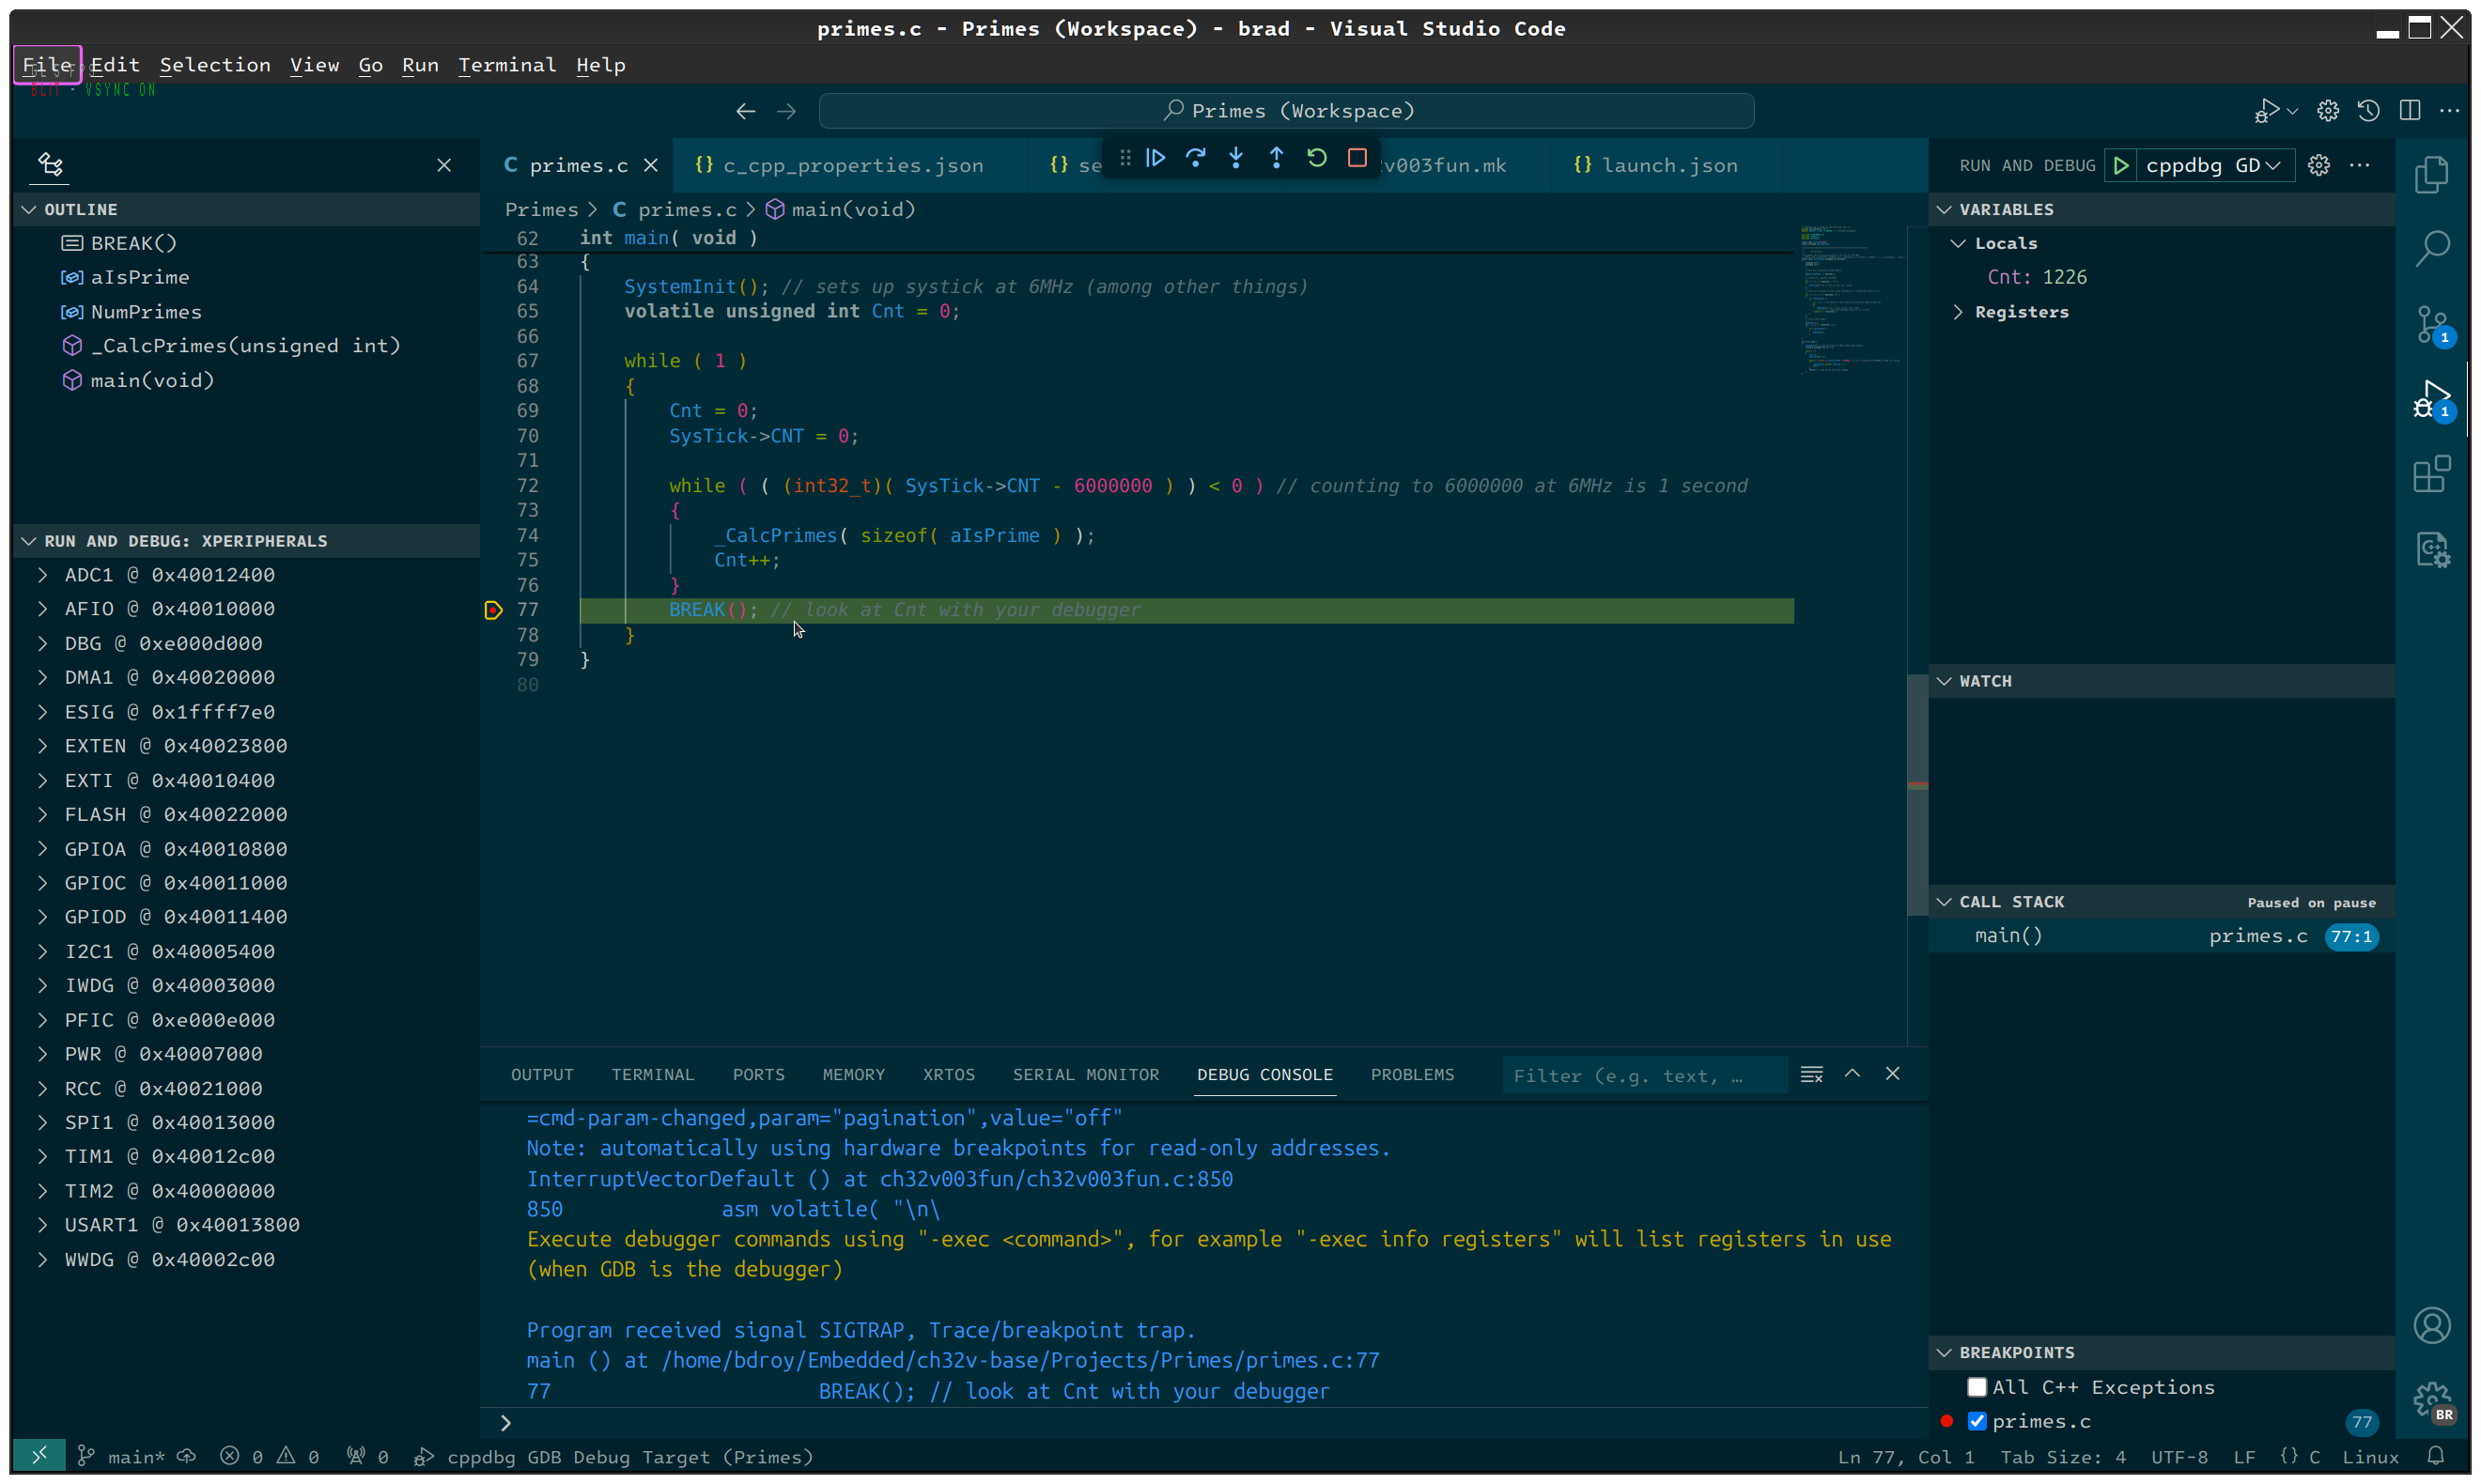 primes.c - Primes (Workspace) - brad - Visual Studio Code
File Edit Selection View Go Run Terminal Help
BLIT - VSYNC ON
Primes (Workspace)
primes.c
{} c_cpp_properties.json
{} se
v003fun.mk
{} launch.json
RUN AND DEBUG
cppdbg GD
OUTLINE
BREAK()
aIsPrime
NumPrimes
_CalcPrimes(unsigned int)
main(void)
RUN AND DEBUG: XPERIPHERALS
ADC1 @ 0x40012400
AFIO @ 0x40010000
DBG @ 0xe000d000
DMA1 @ 0x40020000
ESIG @ 0x1ffff7e0
EXTEN @ 0x40023800
EXTI @ 0x40010400
FLASH @ 0x40022000
GPIOA @ 0x40010800
GPIOC @ 0x40011000
GPIOD @ 0x40011400
I2C1 @ 0x40005400
IWDG @ 0x40003000
PFIC @ 0xe000e000
PWR @ 0x40007000
RCC @ 0x40021000
SPI1 @ 0x40013000
TIM1 @ 0x40012c00
TIM2 @ 0x40000000
USART1 @ 0x40013800
WWDG @ 0x40002c00
Primes > C primes.c > main(void)
62 int main( void )
63 {
64 SystemInit(); // sets up systick at 6MHz (among other things)
65 volatile unsigned int Cnt = 0;
66
67 while ( 1 )
68 {
69 Cnt = 0;
70 SysTick->CNT = 0;
71
72 while ( ( (int32_t)( SysTick->CNT - 6000000 ) ) < 0 ) // counting to 6000000 at 6MHz is 1 second
73 {
74 _CalcPrimes( sizeof( aIsPrime ) );
75 Cnt++;
76 }
77 BREAK(); // look at Cnt with your debugger
78 }
79 }
80
OUTPUT TERMINAL PORTS MEMORY XRTOS SERIAL MONITOR DEBUG CONSOLE PROBLEMS Filter (e.g. text, …
=cmd-param-changed,param="pagination",value="off"
Note: automatically using hardware breakpoints for read-only addresses.
InterruptVectorDefault () at ch32v003fun/ch32v003fun.c:850
850 asm volatile( "\n\
Execute debugger commands using "-exec <command>", for example "-exec info registers" will list registers in use
(when GDB is the debugger)
Program received signal SIGTRAP, Trace/breakpoint trap.
main () at /home/bdroy/Embedded/ch32v-base/Projects/Primes/primes.c:77
77 BREAK(); // look at Cnt with your debugger
>
VARIABLES
Locals
Cnt: 1226
Registers
WATCH
CALL STACK Paused on pause
main() primes.c 77:1
BREAKPOINTS
All C++ Exceptions
primes.c 77
1
1
BR
main* 0 0 0 cppdbg GDB Debug Target (Primes)
Ln 77, Col 1 Tab Size: 4 UTF-8 LF {} C Linux